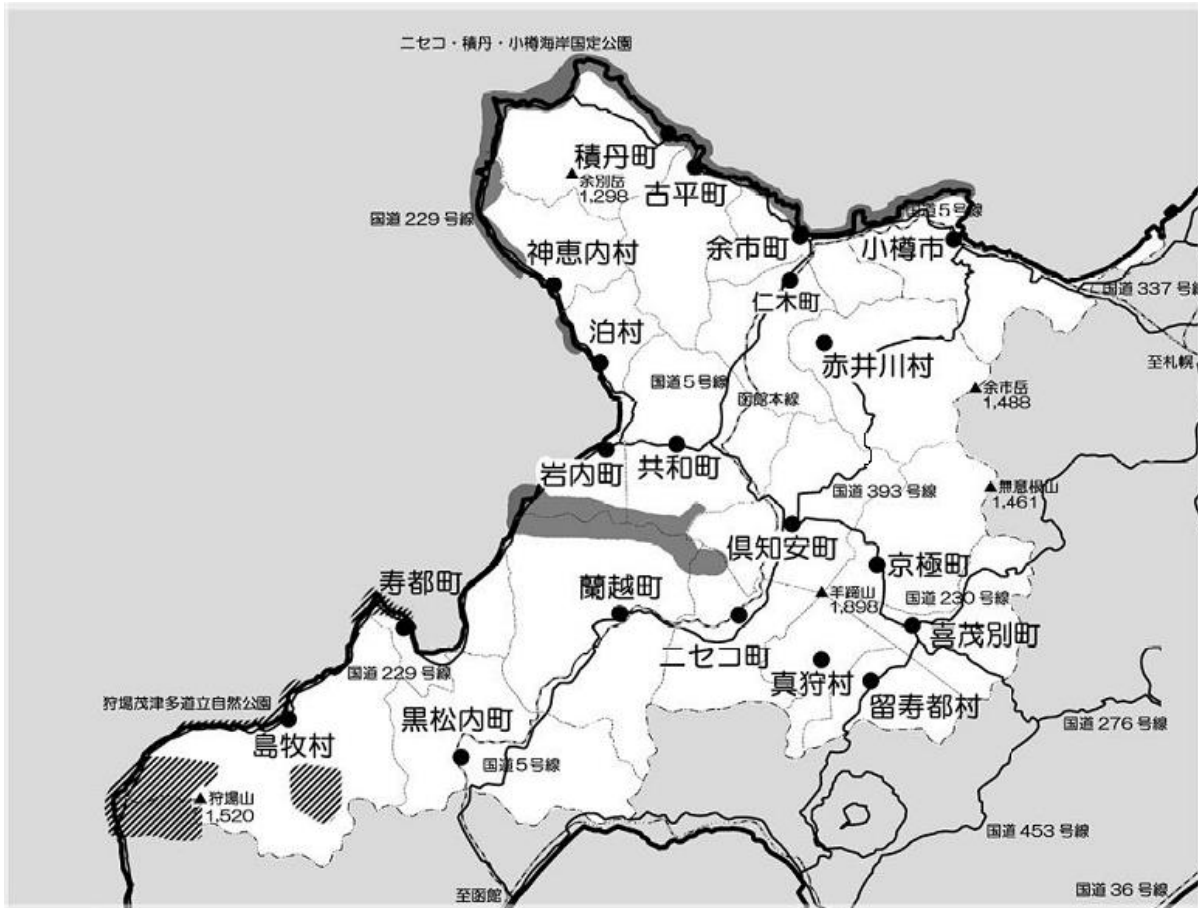 ニセコ・積丹・小樽海岸国定公園
積丹町
余別岳
1,298
古平町
国道229号線
余市町
国道5号線
小樽市
神恵内村
仁木町
国道337号線
泊村
赤井川村
至札幌
国道5号線
函館本線
余市岳
1,488
岩内町
共和町
国道393号線
無意根山
1,461
倶知安町
京極町
寿都町
蘭越町
羊蹄山
1,898
国道230号線
喜茂別町
ニセコ町
国道229号線
真狩村
留寿都村
狩場茂津多道立自然公園
島牧村
黒松内町
国道276号線
国道5号線
狩場山
1,520
国道453号線
至函館
国道36号線